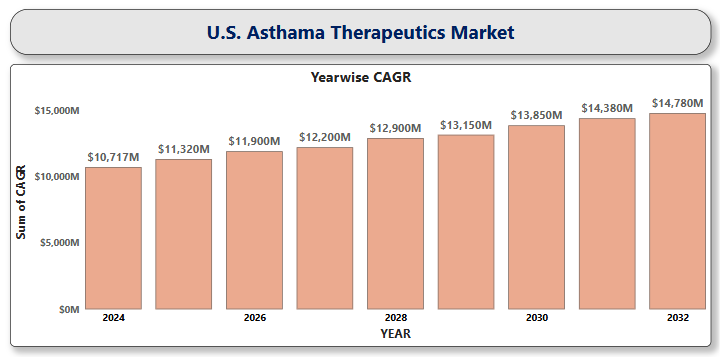 U.S. Asthama Therapeutics Market
Yearwise CAGR
$15,000M
$10,000M
$5,000M
$0M
Sum of CAGR
$10,717M
$11,320M
$11,900M
$12,200M
$12,900M
$13,150M
$13,850M
$14,380M
$14,780M
2024
2026
2028
2030
2032
YEAR